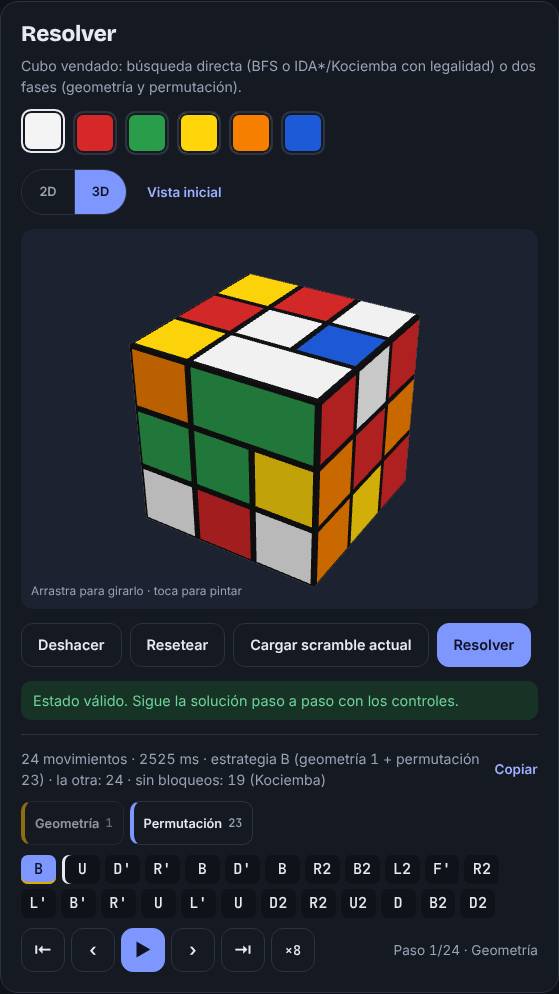 Resolver
Cubo vendado: búsqueda directa (BFS o IDA*/Kociemba con legalidad) o dos
fases (geometría y permutación).
2D 3D Vista inicial
Arrastra para girarlo · toca para pintar
Deshacer Resetear Cargar scramble actual Resolver
Estado válido. Sigue la solución paso a paso con los controles.
24 movimientos · 2525 ms · estrategia B (geometría 1 + permutación
23) · la otra: 24 · sin bloqueos: 19 (Kociemba)
Copiar
Geometría 1 Permutación 23
B U D' R' B D' B R2 B2 L2 F' R2
L' B' R' U L' U D2 R2 U2 D B2 D2
×8 Paso 1/24 · Geometría